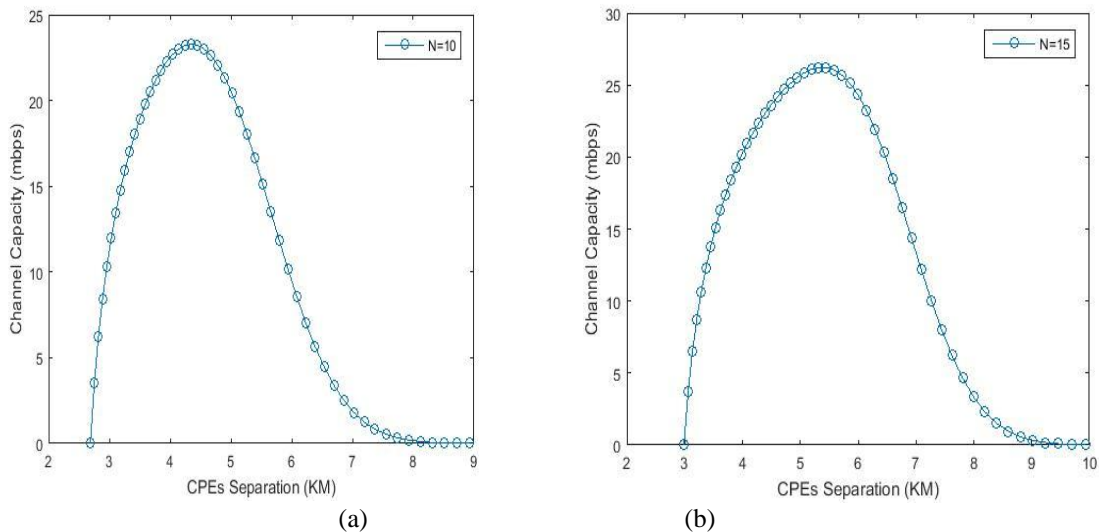 25
20
15
10
5
0
Channel Capacity (mbps)
N=10
2 3 4 5 6 7 8 9
CPEs Separation (KM)
(a)
30
25
20
15
10
5
0
Channel Capacity (mbps)
N=15
2 3 4 5 6 7 8 9 10
CPEs Separation (KM)
(b)